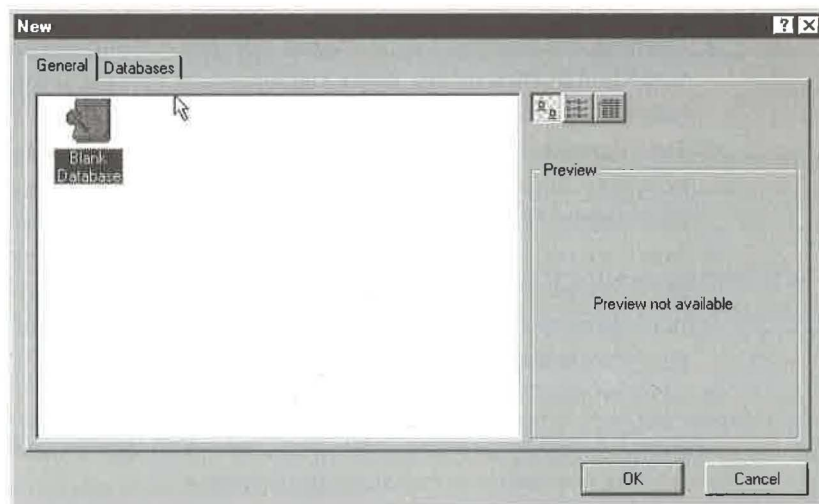 New
General
Databases
Blank
Database
Preview
Preview not available
OK
Cancel